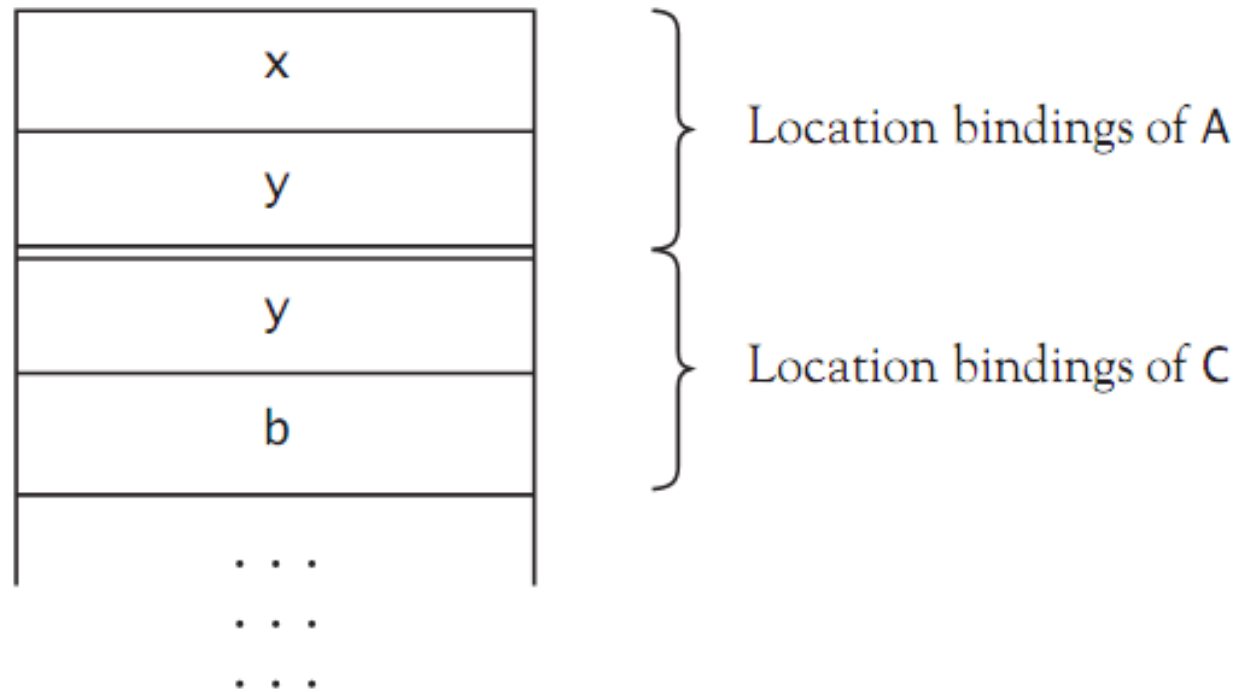 x
Location bindings of A
y
y
Location bindings of C
b
. . .
. . .
. . .